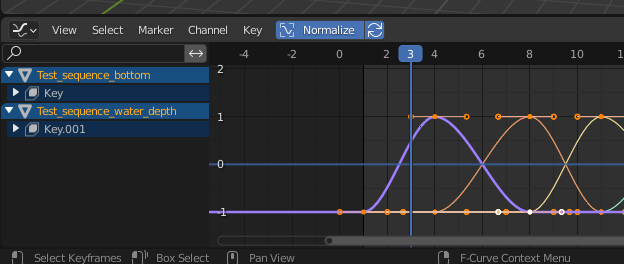 View Select Marker Channel Key Normalize
-4 -2 0 2 3 4 6 8 10
Test_sequence_bottom
Key
Test_sequence_water_depth
Key.001
2
1
0
-1
Select Keyframes Box Select Pan View F-Curve Context Menu